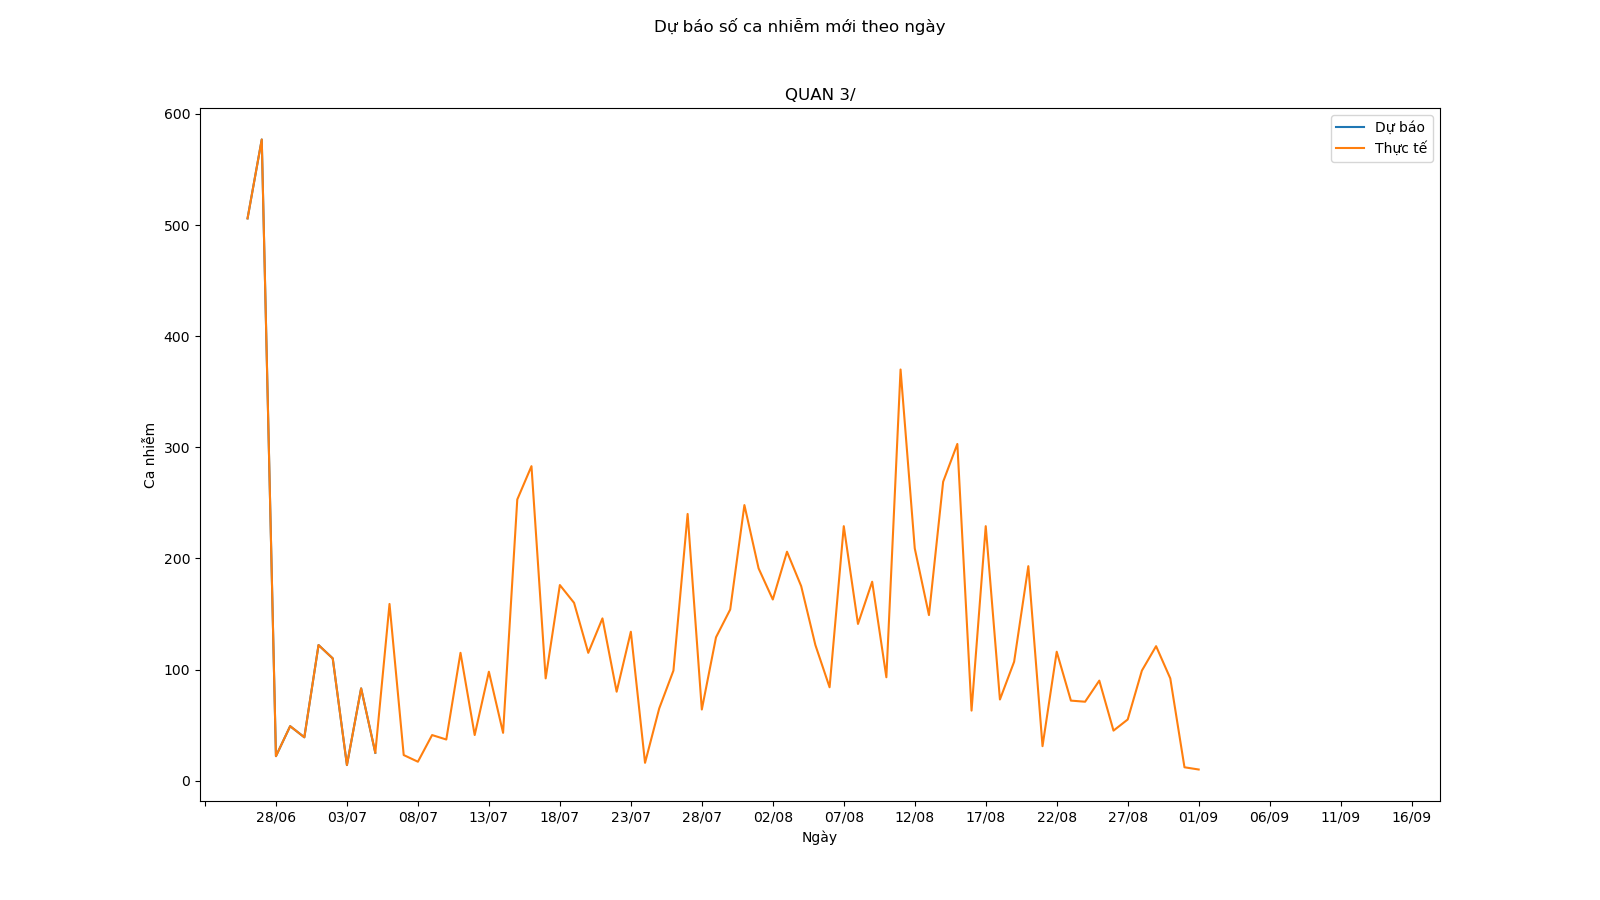 Dự báo số ca nhiễm mới theo ngày
QUAN 3/
Dự báo
Thực tế
600
500
400
300
200
100
0
Ca nhiễm
28/06 03/07 08/07 13/07 18/07 23/07 28/07 02/08 07/08 12/08 17/08 22/08 27/08 01/09 06/09 11/09 16/09
Ngày